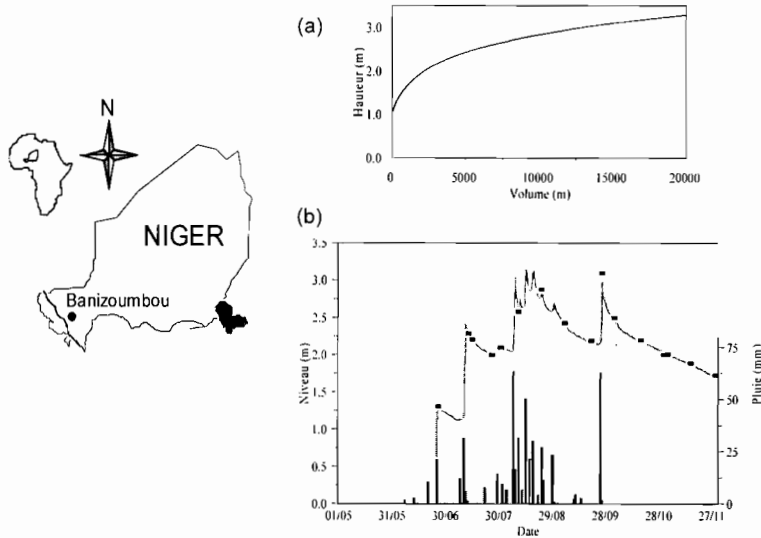 (a)
3.0
2.0
1.0
0.0
Hauteur (m)
0 5000 10000 15000 20000
Volume (m)
N
NIGER
Banizoumbou
(b)
3.5
3.0
2.5
2.0
1.5
1.0
0.5
0.0
Niveau (m)
75
50
25
0
Pluie (mm)
01/05 31/05 30/06 30/07 29/08 28/09 28/10 27/11
Date